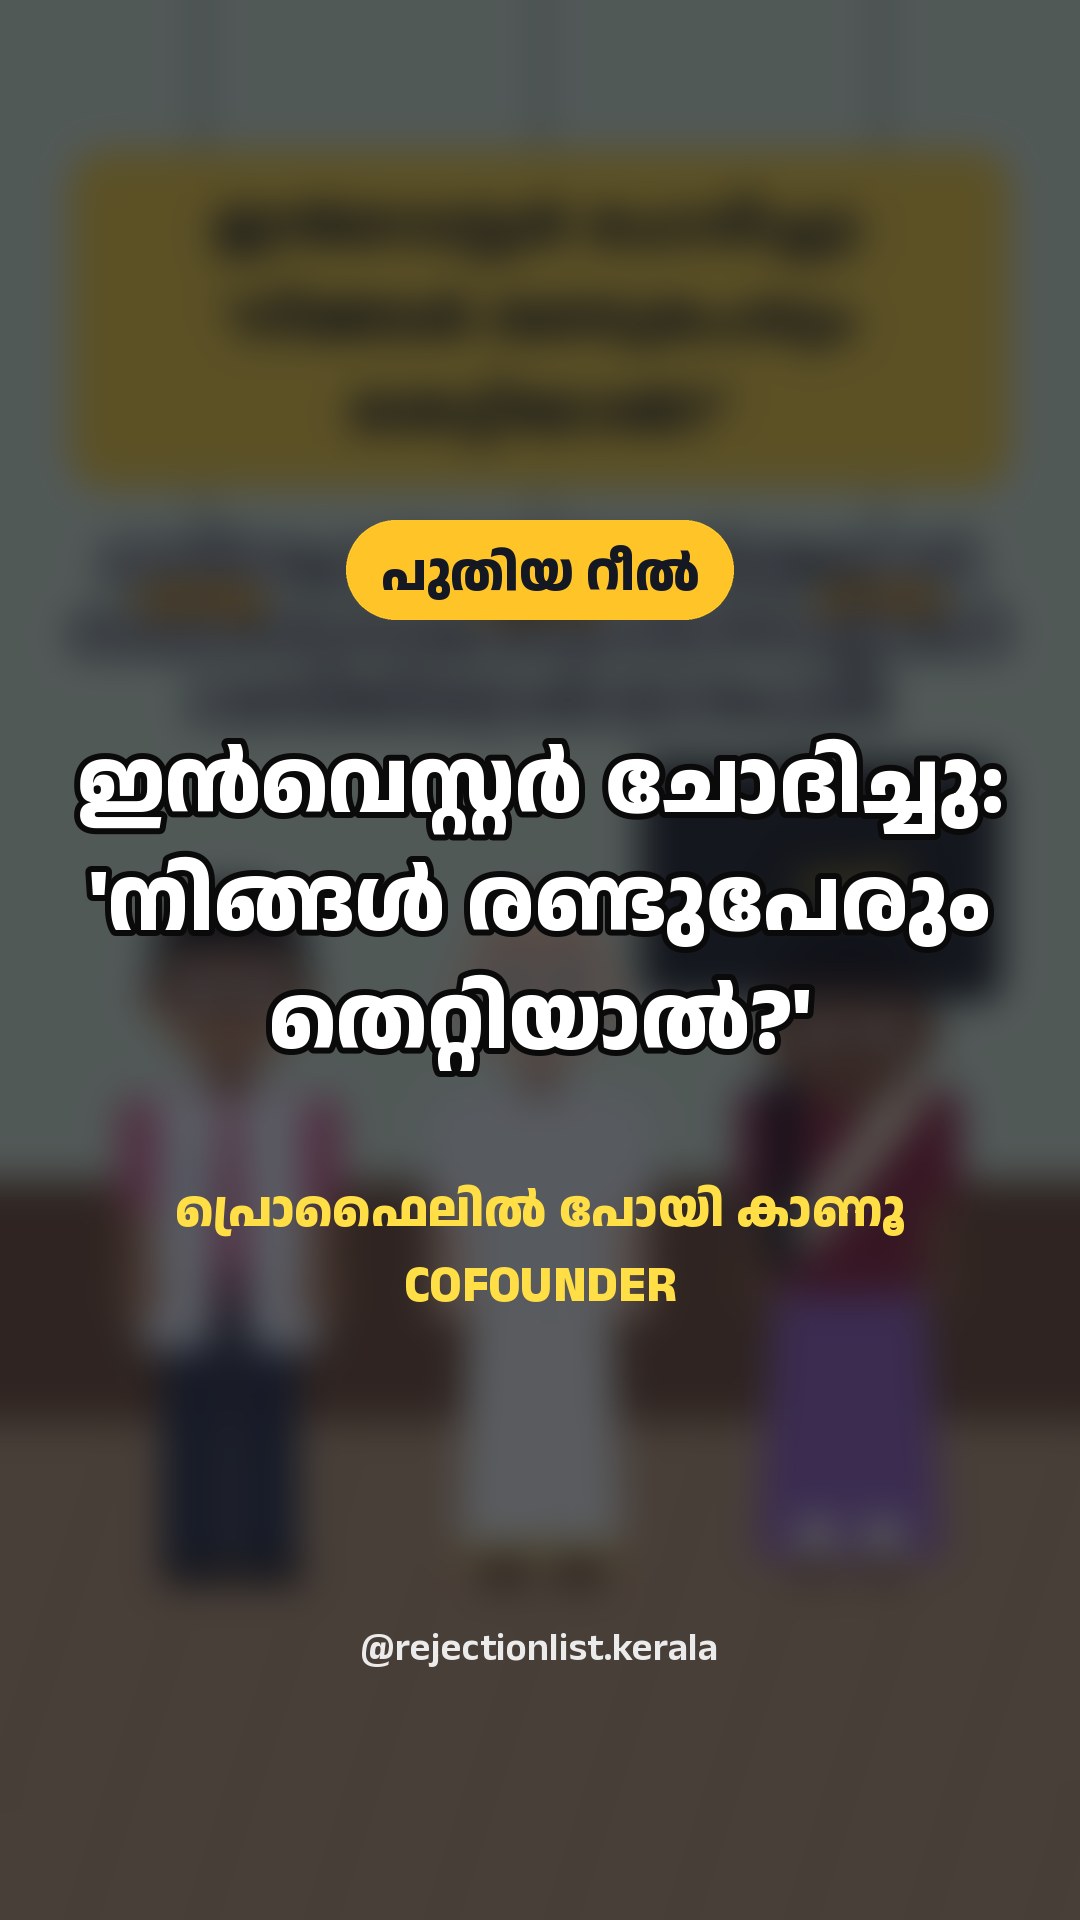 പുതിയ റീൽ
ഇൻവെസ്റ്റർ ചോദിച്ചു:
'നിങ്ങൾ രണ്ടുപേരും
തെറ്റിയാൽ?'
പ്രൊഫൈലിൽ പോയി കാണൂ
COFOUNDER
@rejectionlist.kerala